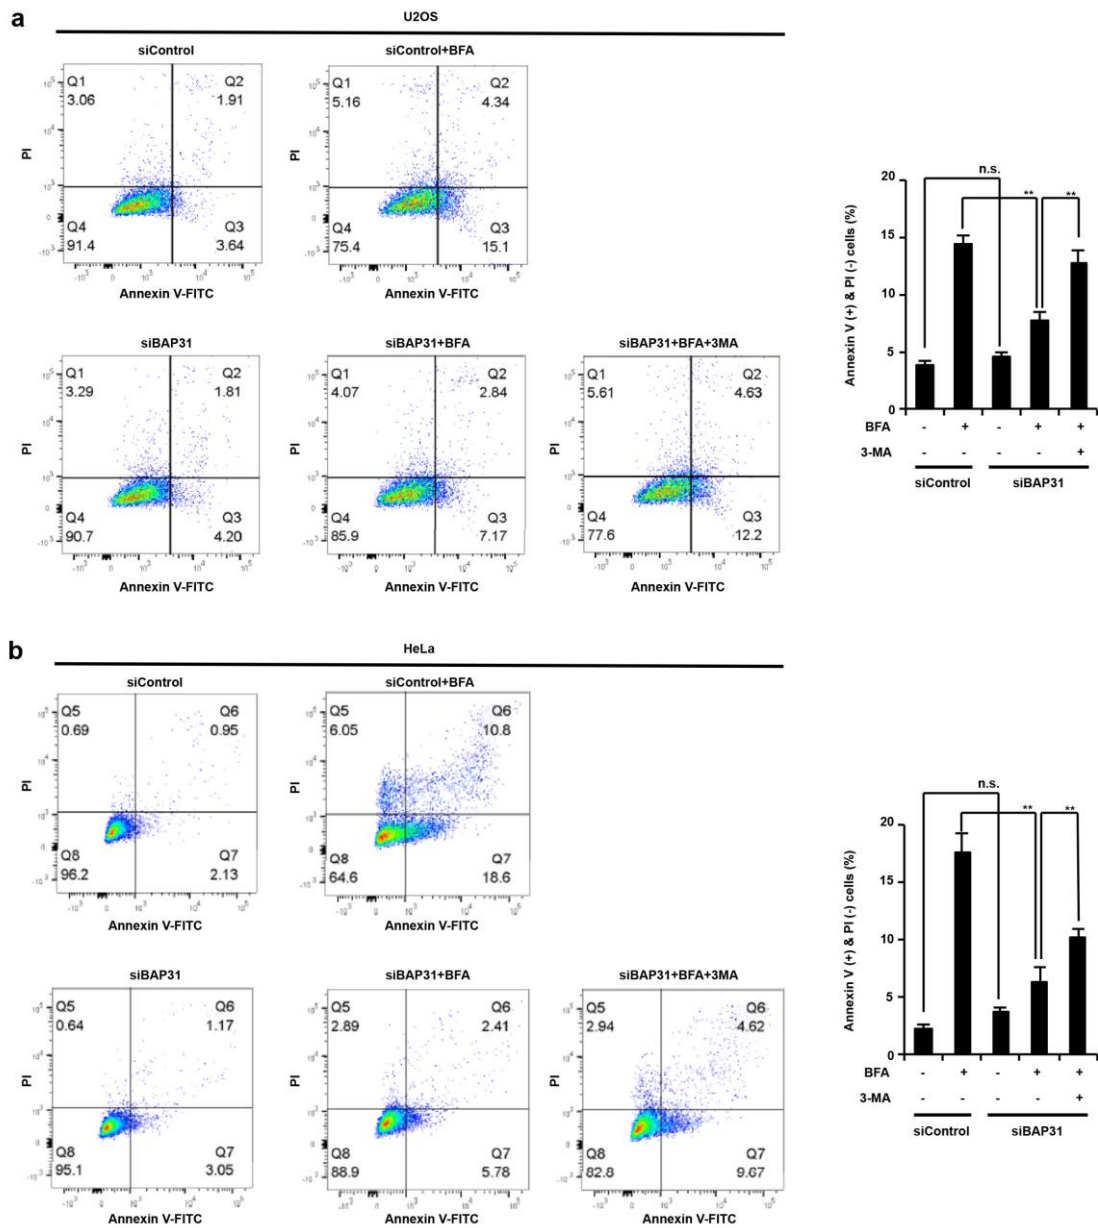 a
U2OS
siControl
siControl+BFA
Q1
3.06
Q2
1.91
Q4
91.4
Q3
3.64
PI
Annexin V-FITC
Q1
5.16
Q2
4.34
Q4
75.4
Q3
15.1
PI
Annexin V-FITC
siBAP31
siBAP31+BFA
siBAP31+BFA+3MA
Q1
3.29
Q2
1.81
Q4
90.7
Q3
4.20
PI
Annexin V-FITC
Q1
4.07
Q2
2.84
Q4
85.9
Q3
7.17
PI
Annexin V-FITC
Q1
5.61
Q2
4.63
Q4
77.6
Q3
12.2
PI
Annexin V-FITC
Annexin V (+) & PI (-) cells (%)
20
15
10
5
0
n.s.
** **
BFA - + - + +
3-MA - - - - +
siControl siBAP31
b
HeLa
siControl
siControl+BFA
Q5
0.69
Q6
0.95
Q8
96.2
Q7
2.13
PI
Annexin V-FITC
Q5
6.05
Q6
10.8
Q8
64.6
Q7
18.6
PI
Annexin V-FITC
siBAP31
siBAP31+BFA
siBAP31+BFA+3MA
Q5
0.64
Q6
1.17
Q8
95.1
Q7
3.05
PI
Annexin V-FITC
Q5
2.89
Q6
2.41
Q8
88.9
Q7
5.78
PI
Annexin V-FITC
Q5
2.94
Q6
4.62
Q8
82.8
Q7
9.67
PI
Annexin V-FITC
Annexin V (+) & PI (-) cells (%)
20
15
10
5
0
n.s.
** **
BFA - + - + +
3-MA - - - - +
siControl siBAP31